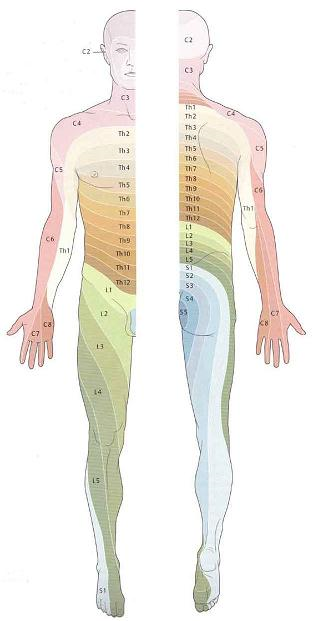 C2
C3
C4
Th2
Th3
Th4
C5
Th5
Th6
Th7
Th8
C6
Th9
Th1
Th10
Th11
Th12
L1
L2
C8
C7
L3
L4
L5
S1
C2
C3
Th1
C4
Th2
Th3
Th4
C5
Th5
Th6
Th7
Th8
C6
Th9
Th10
Th1
Th11
Th12
L1
L2
L3
L4
L5
S1
S2
S3
S4
C7
S5
C8